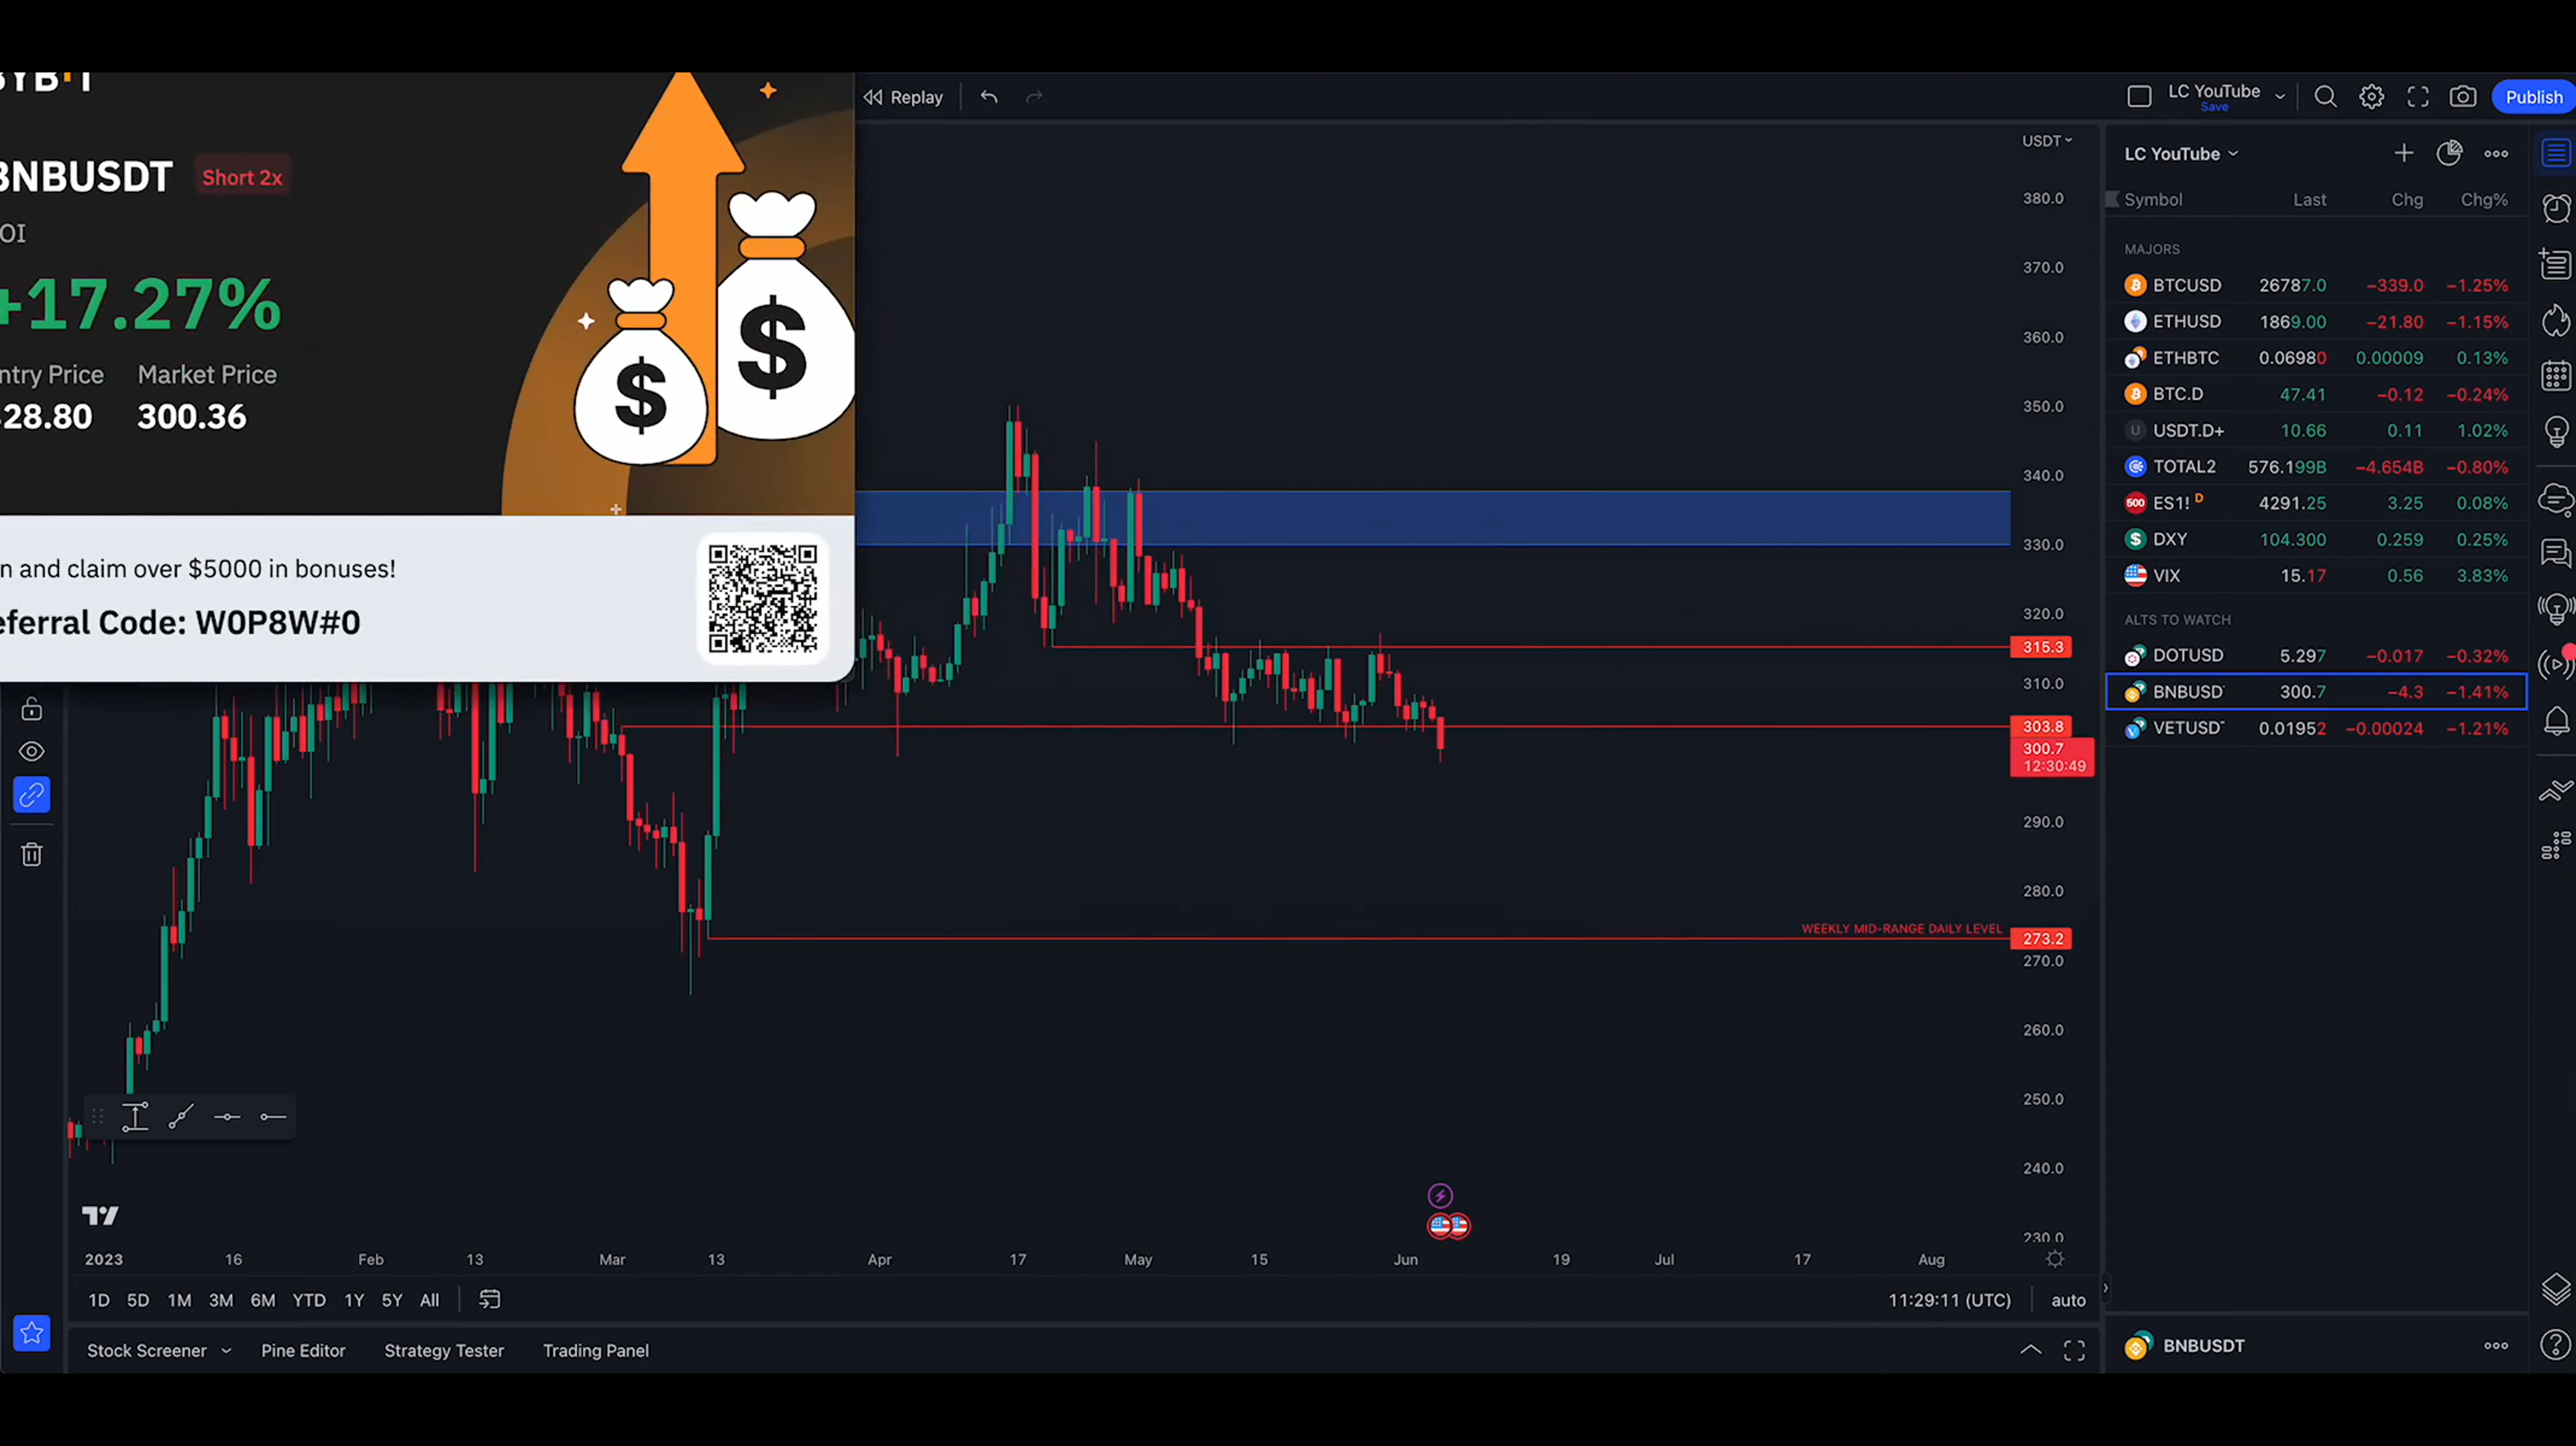 BYBIT
BNBUSDT Short 2x
OI
+17.27%
ntry Price Market Price
28.80 300.36
n and claim over $5000 in bonuses!
eferral Code: W0P8W#0
Replay
LC YouTube
Save
Publish
USDT
380.0
370.0
360.0
350.0
340.0
330.0
320.0
315.3
310.0
303.8
300.7
12:30:49
290.0
280.0
WEEKLY MID-RANGE DAILY LEVEL 273.2
270.0
260.0
250.0
240.0
230.0
2023 16 Feb 13 Mar 13 Apr 17 May 15 Jun 19 Jul 17 Aug
1D 5D 1M 3M 6M YTD 1Y 5Y All
11:29:11 (UTC) auto
Stock Screener Pine Editor Strategy Tester Trading Panel
LC YouTube
Symbol Last Chg Chg%
MAJORS
BTCUSD 26787.0 −339.0 −1.25%
ETHUSD 1869.00 −21.80 −1.15%
ETHBTC 0.06980 0.00009 0.13%
BTC.D 47.41 −0.12 −0.24%
U USDT.D+ 10.66 0.11 1.02%
TOTAL2 576.199B −4.654B −0.80%
500 ES1! D 4291.25 3.25 0.08%
DXY 104.300 0.259 0.25%
VIX 15.17 0.56 3.83%
ALTS TO WATCH
DOTUSD 5.297 −0.017 −0.32%
BNBUSD 300.7 −4.3 −1.41%
VETUSD 0.01952 −0.00024 −1.21%
BNBUSDT